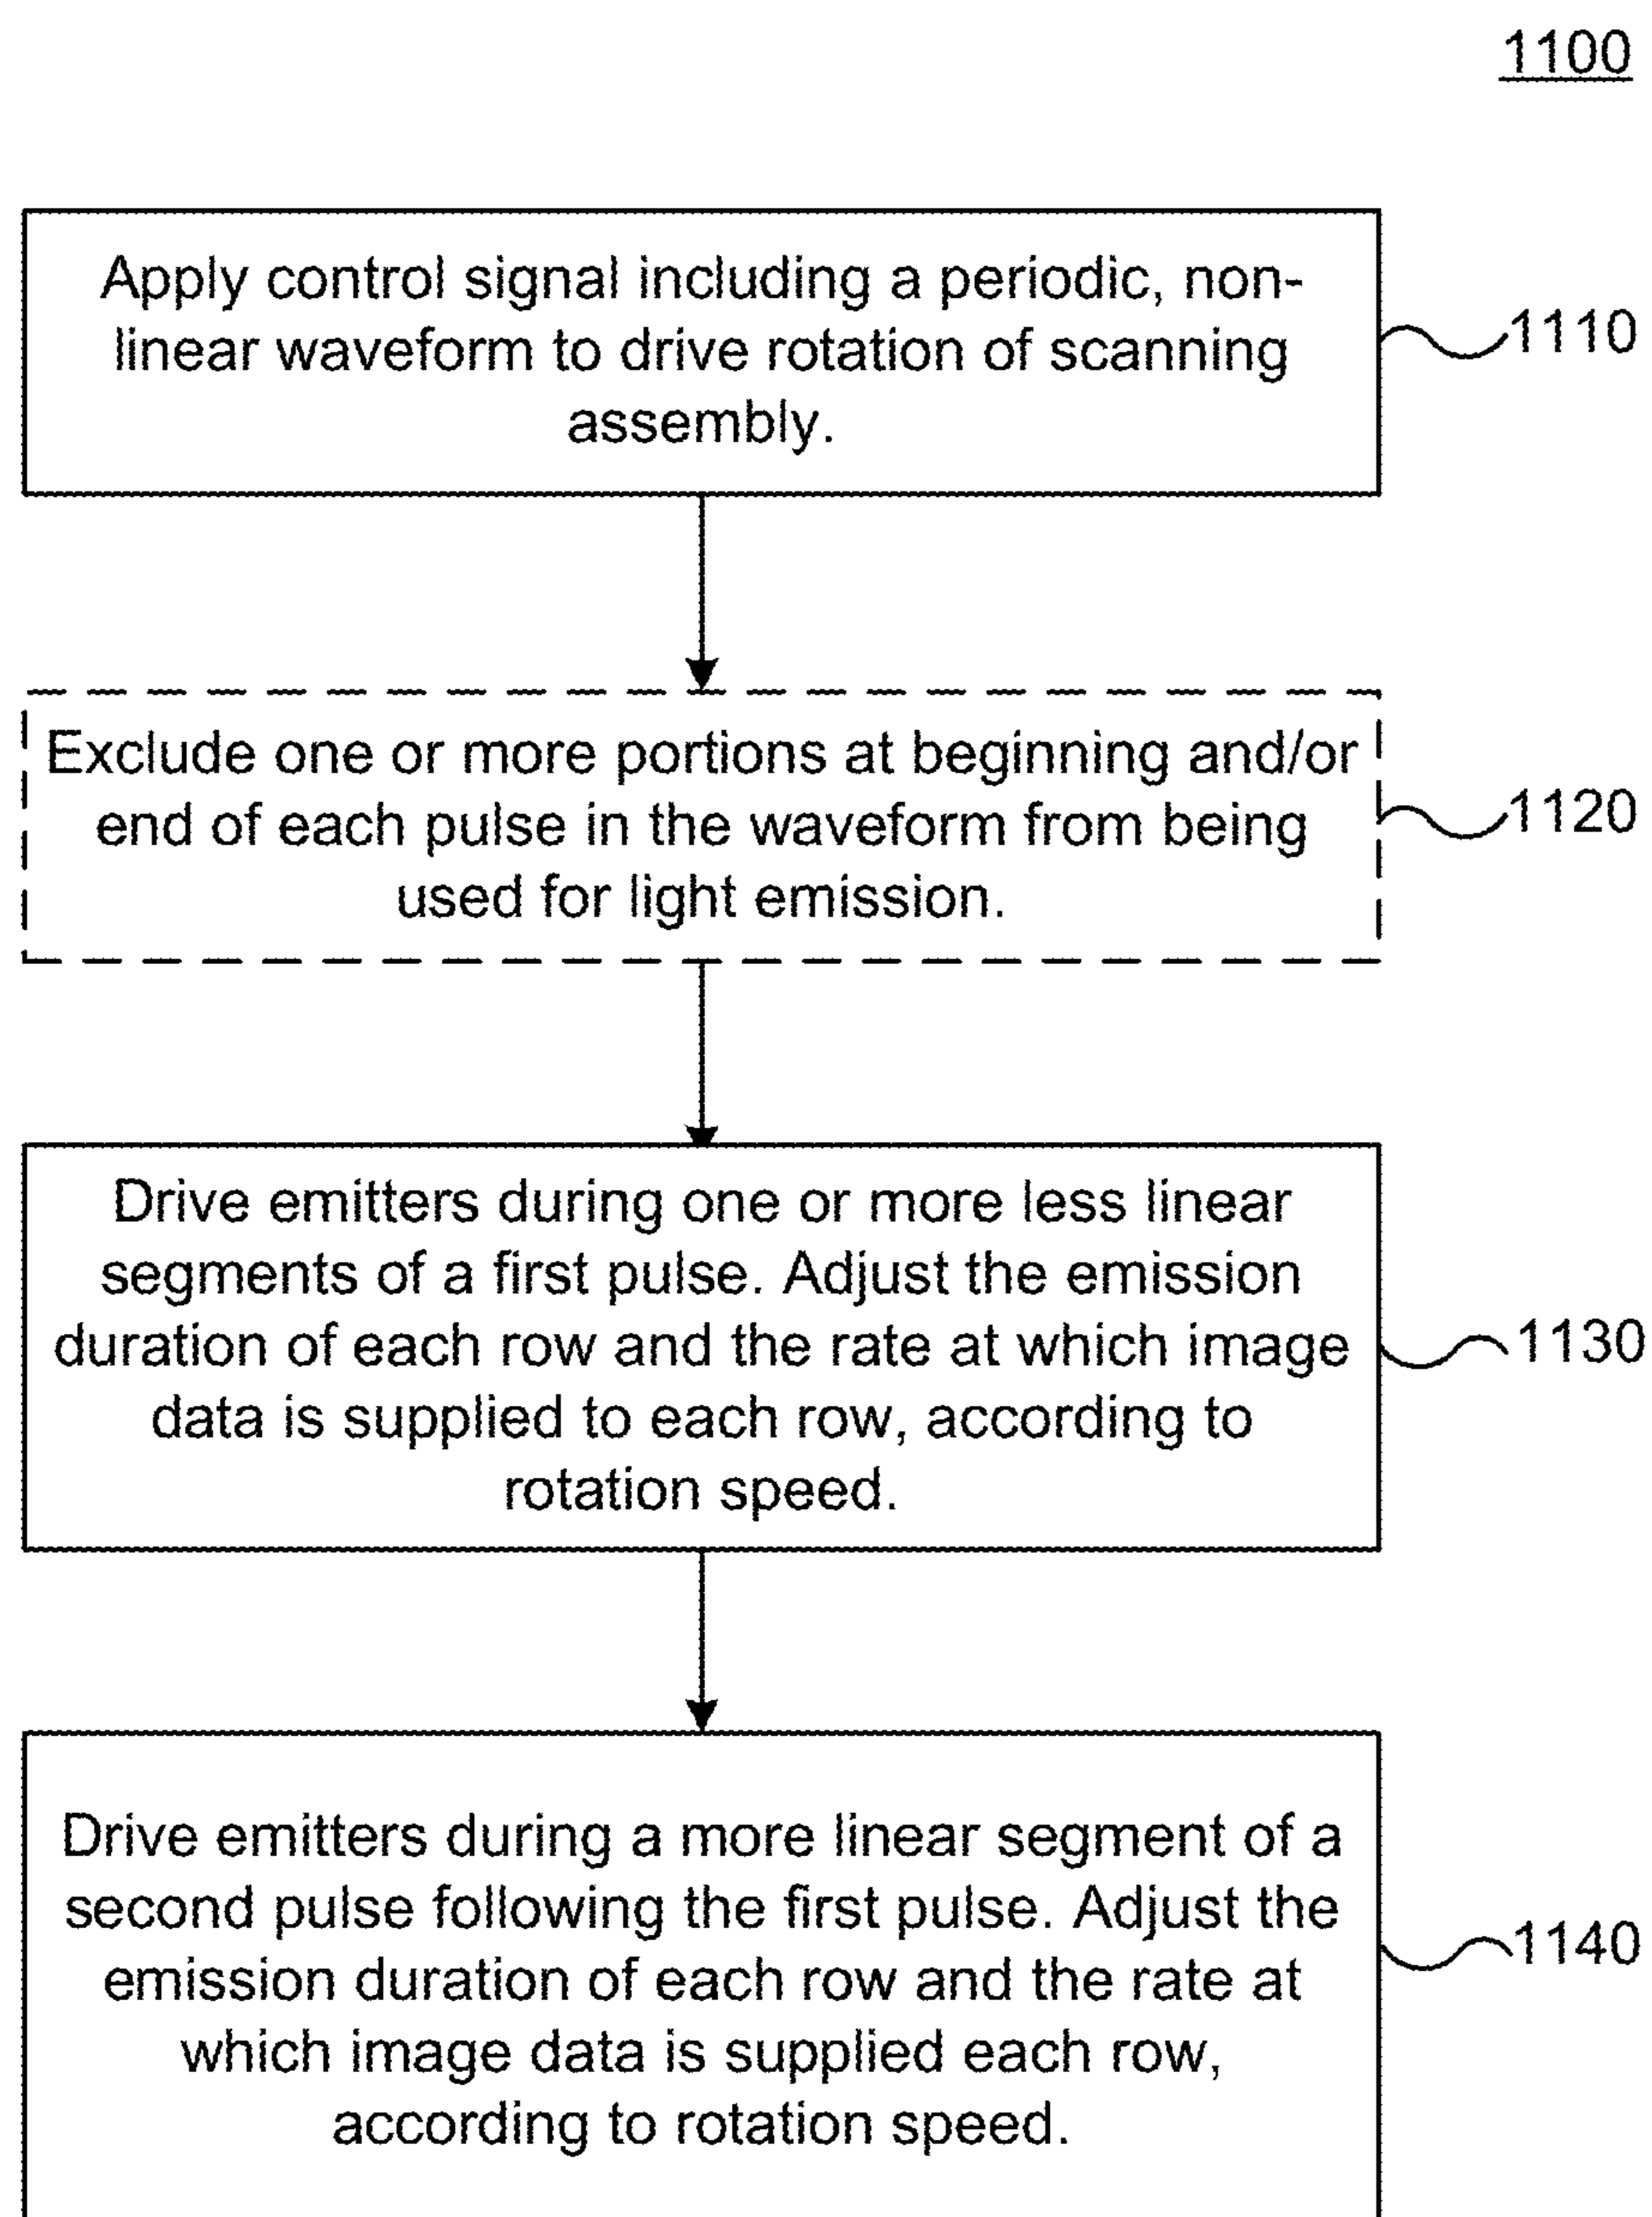 1100
Apply control signal including a periodic, non-
linear waveform to drive rotation of scanning
assembly.
1110
Exclude one or more portions at beginning and/or
end of each pulse in the waveform from being
used for light emission.
1120
Drive emitters during one or more less linear
segments of a first pulse. Adjust the emission
duration of each row and the rate at which image
data is supplied to each row, according to
rotation speed.
1130
Drive emitters during a more linear segment of a
second pulse following the first pulse. Adjust the
emission duration of each row and the rate at
which image data is supplied each row,
according to rotation speed.
1140